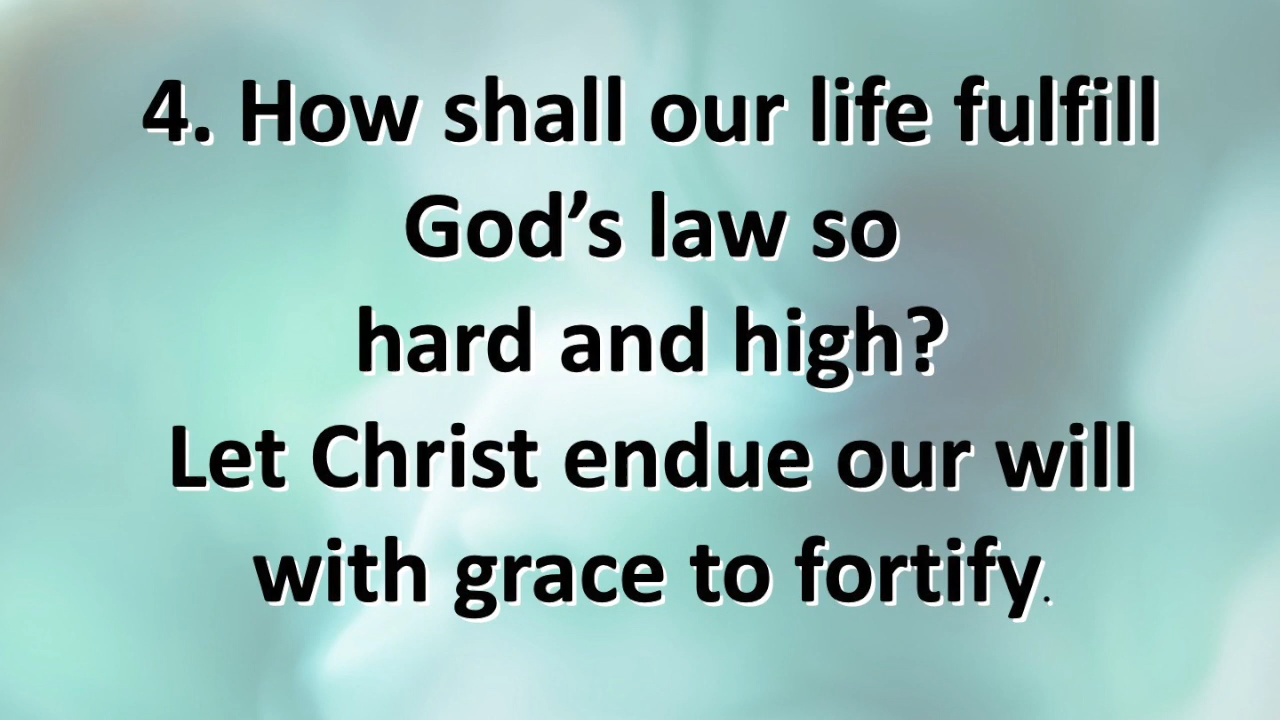 4. How shall our life fulfill
God’s law so
hard and high?
Let Christ endue our will
with grace to fortify.